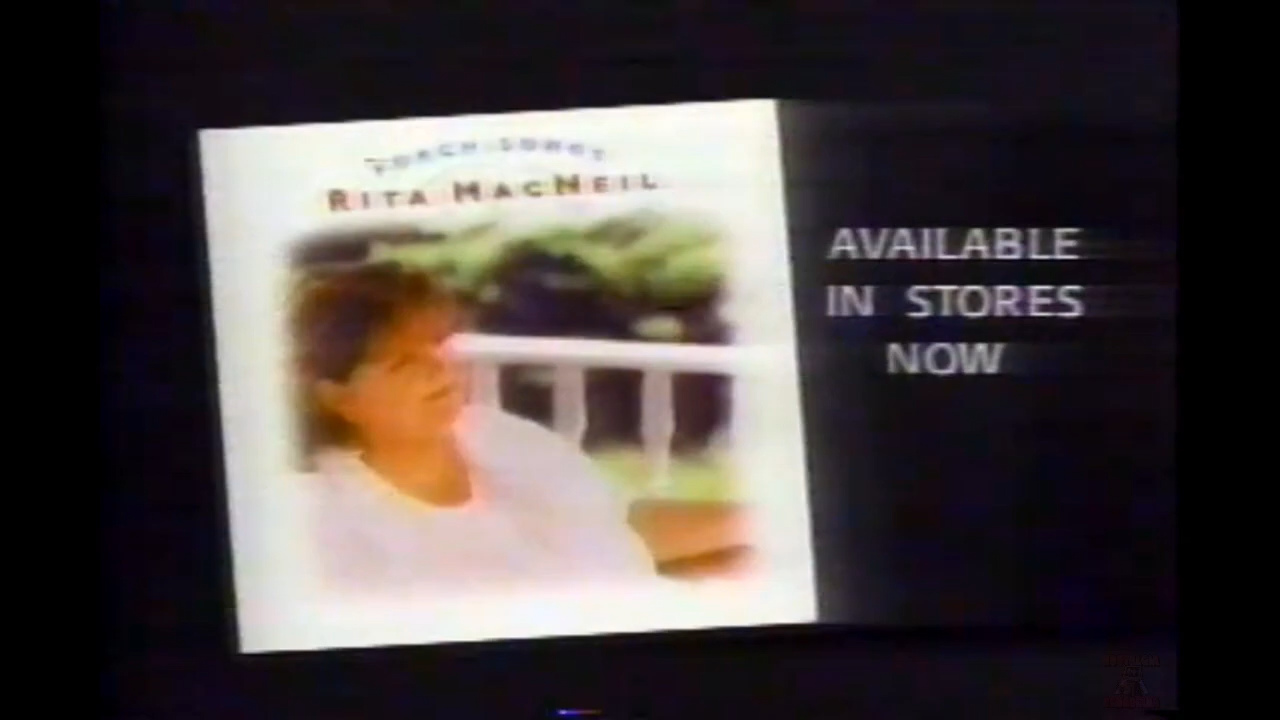 TORCH SONGS
RITA MACNEIL
AVAILABLE
IN STORES
NOW